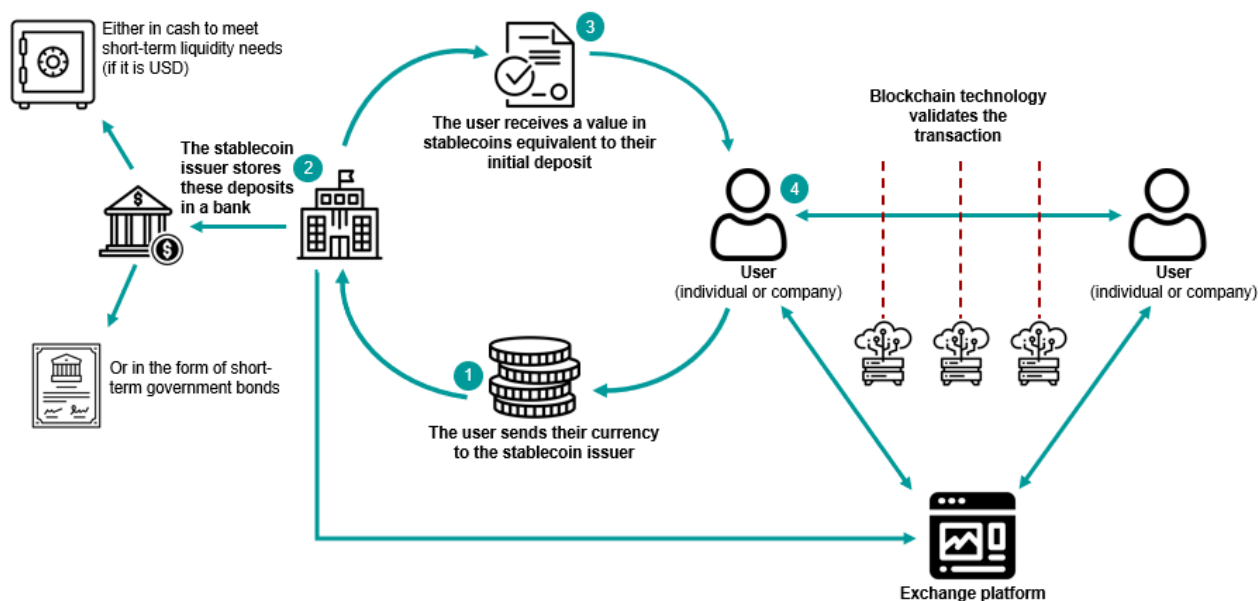 Either in cash to meet
short-term liquidity needs
(if it is USD)
The stablecoin
issuer stores
these deposits
in a bank
2
Or in the form of short-
term government bonds
3
The user receives a value in
stablecoins equivalent to their
initial deposit
1
The user sends their currency
to the stablecoin issuer
Blockchain technology
validates the
transaction
4
User
(individual or company)
User
(individual or company)
Exchange platform